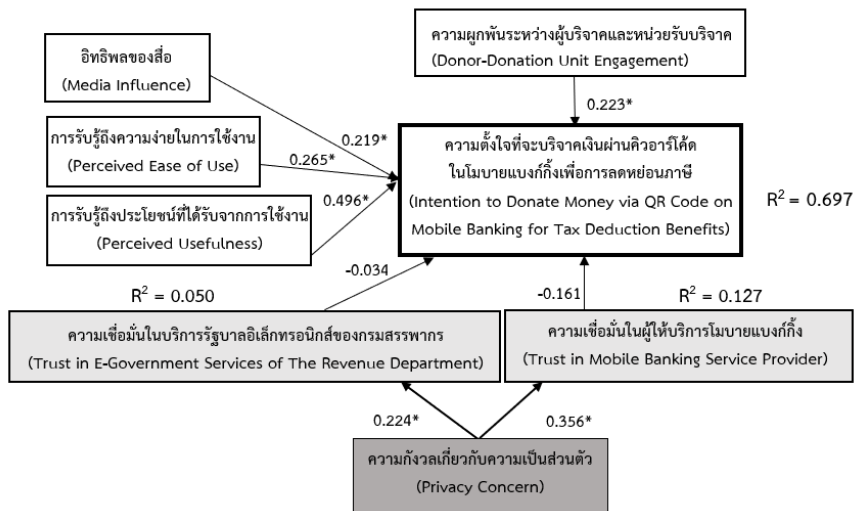 อิทธิพลของสื่อ
(Media Influence)
ความผูกพันระหว่างผู้บริจาคและหน่วยรับบริจาค
(Donor-Donation Unit Engagement)
0.223*
0.219*
การรับรู้ถึงความง่ายในการใช้งาน
(Perceived Ease of Use)
0.265*
ความตั้งใจที่จะบริจาคเงินผ่านคิวอาร์โค้ด
ในโมบายแบงก์กิ้งเพื่อการลดหย่อนภาษี
(Intention to Donate Money via QR Code on
Mobile Banking for Tax Deduction Benefits)
R² = 0.697
การรับรู้ถึงประโยชน์ที่ได้รับจากการใช้งาน
(Perceived Usefulness)
0.496*
-0.034
-0.161
R² = 0.050
R² = 0.127
ความเชื่อมั่นในบริการรัฐบาลอิเล็กทรอนิกส์ของกรมสรรพากร
(Trust in E-Government Services of The Revenue Department)
ความเชื่อมั่นในผู้ให้บริการโมบายแบงก์กิ้ง
(Trust in Mobile Banking Service Provider)
0.224*
0.356*
ความกังวลเกี่ยวกับความเป็นส่วนตัว
(Privacy Concern)